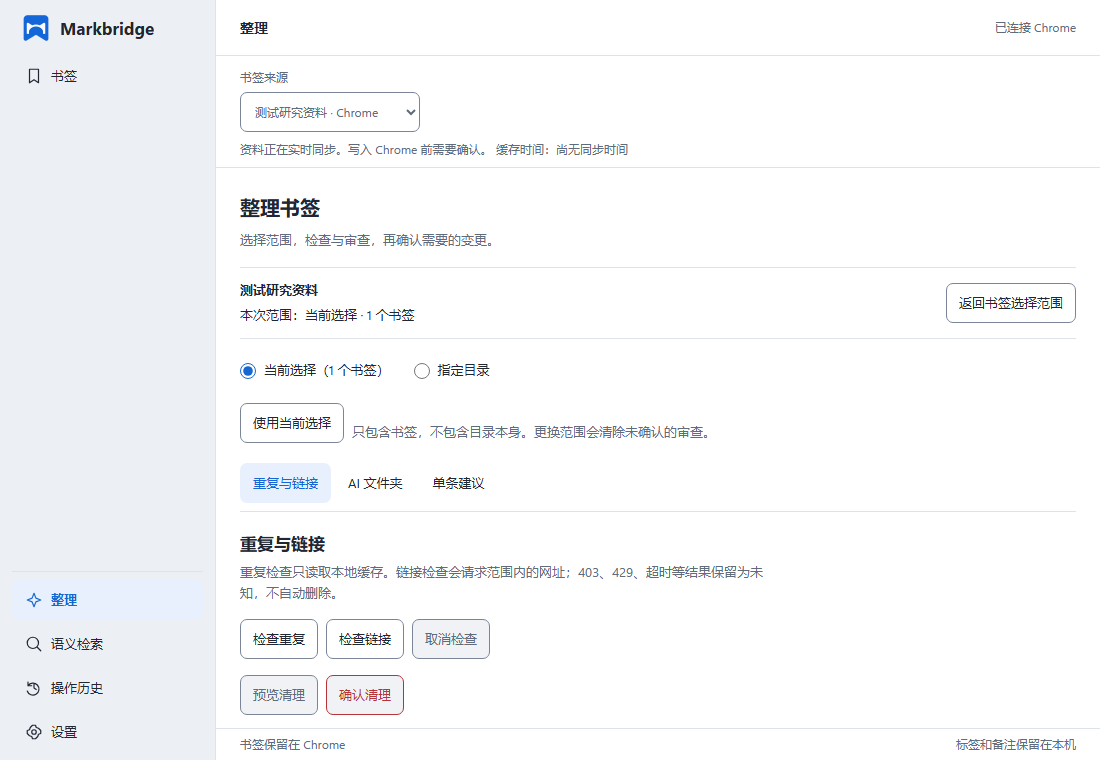 Markbridge
书签
整理
语义检索
操作历史
设置
整理
已连接 Chrome
书签来源
测试研究资料 · Chrome
资料正在实时同步。写入 Chrome 前需要确认。 缓存时间：尚无同步时间
整理书签
选择范围，检查与审查，再确认需要的变更。
测试研究资料
本次范围：当前选择 · 1 个书签
返回书签选择范围
当前选择（1 个书签）
指定目录
使用当前选择
只包含书签，不包含目录本身。更换范围会清除未确认的审查。
重复与链接
AI 文件夹
单条建议
重复与链接
重复检查只读取本地缓存。链接检查会请求范围内的网址；403、429、超时等结果保留为未
知，不自动删除。
检查重复
检查链接
取消检查
预览清理
确认清理
书签保留在 Chrome
标签和备注保留在本机